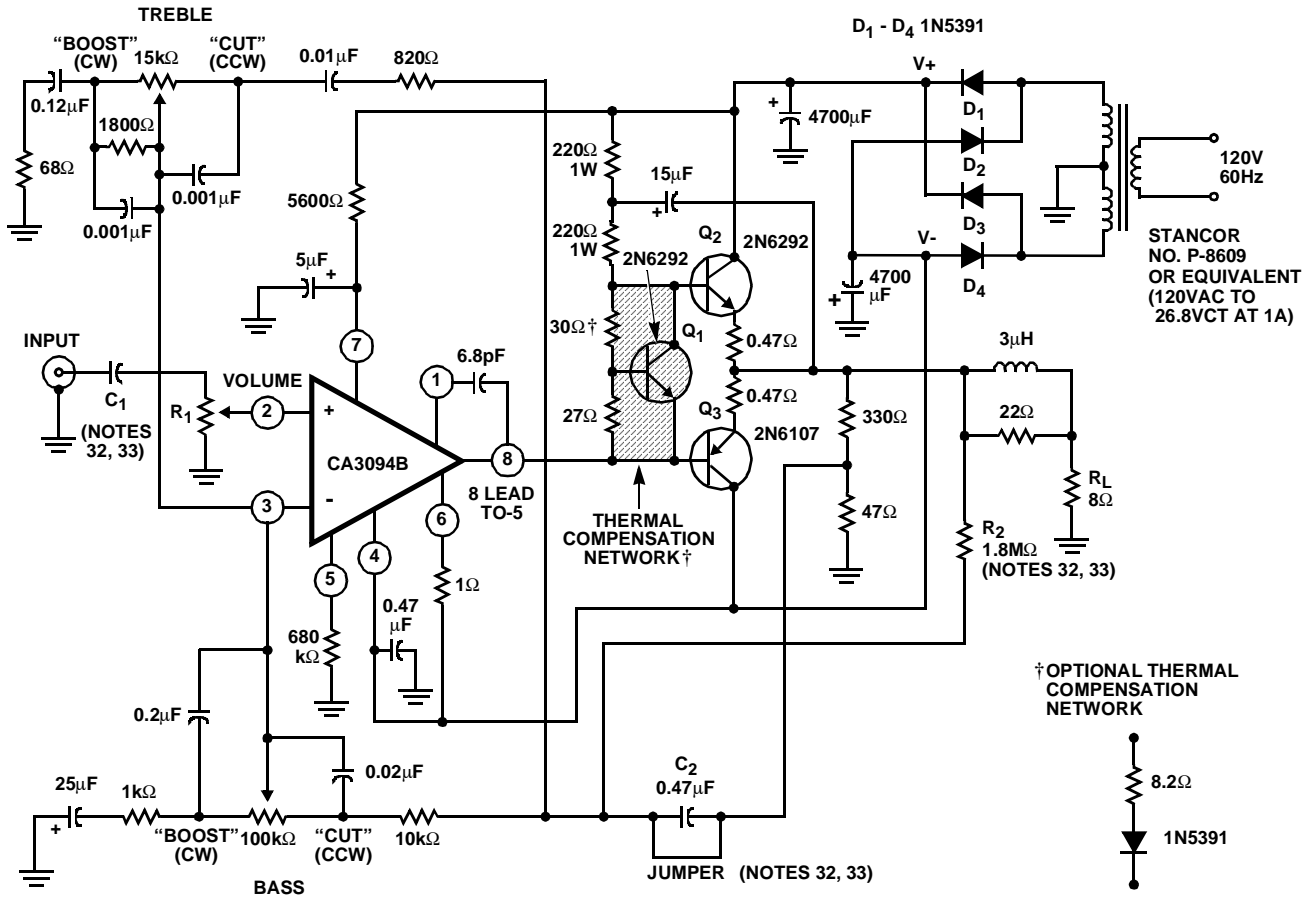 TREBLE
“BOOST”
(CW)
15kΩ
“CUT”
(CCW)
0.01μF
820Ω
0.12μF
1800Ω
68Ω
0.001μF
0.001μF
5600Ω
5μF
+
220Ω
1W
15μF
+
220Ω
1W
2N6292
Q2
30Ω†
Q1
0.47Ω
0.47Ω
27Ω
Q3
2N6107
+
4700μF
D1 - D4 1N5391
V+
D1
D2
D3
V-
D4
4700
μF
+
120V
60Hz
STANCOR
NO. P-8609
OR EQUIVALENT
(120VAC TO
26.8VCT AT 1A)
INPUT
C1
(NOTES
32, 33)
VOLUME
R1
7
2
+
1
6.8pF
CA3094B
8
8 LEAD
TO-5
3
-
6
4
5
1Ω
0.47
μF
680
kΩ
THERMAL
COMPENSATION
NETWORK†
330Ω
47Ω
3μH
22Ω
RL
8Ω
R2
1.8MΩ
(NOTES 32, 33)
0.2μF
0.02μF
25μF
+
1kΩ
“BOOST”
(CW)
100kΩ
“CUT”
(CCW)
10kΩ
BASS
C2
0.47μF
JUMPER (NOTES 32, 33)
†OPTIONAL THERMAL
COMPENSATION
NETWORK
8.2Ω
1N5391